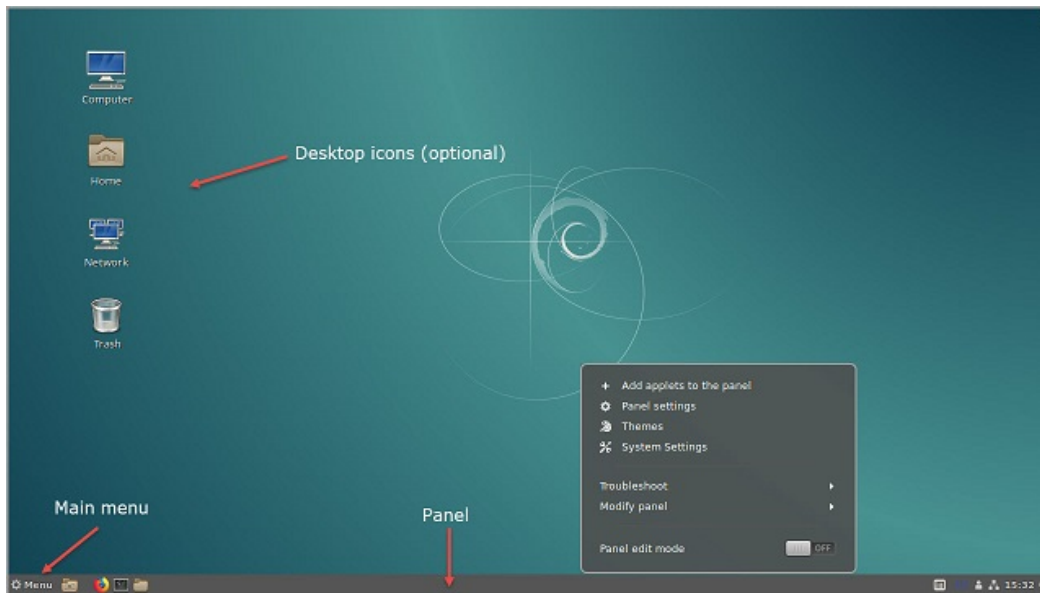 Computer
Desktop icons (optional)
Home
Network
Trash
Add applets to the panel
Panel settings
Themes
System Settings
Troubleshoot
Modify panel
Panel edit mode OFF
Main menu
Panel
Menu
15:32